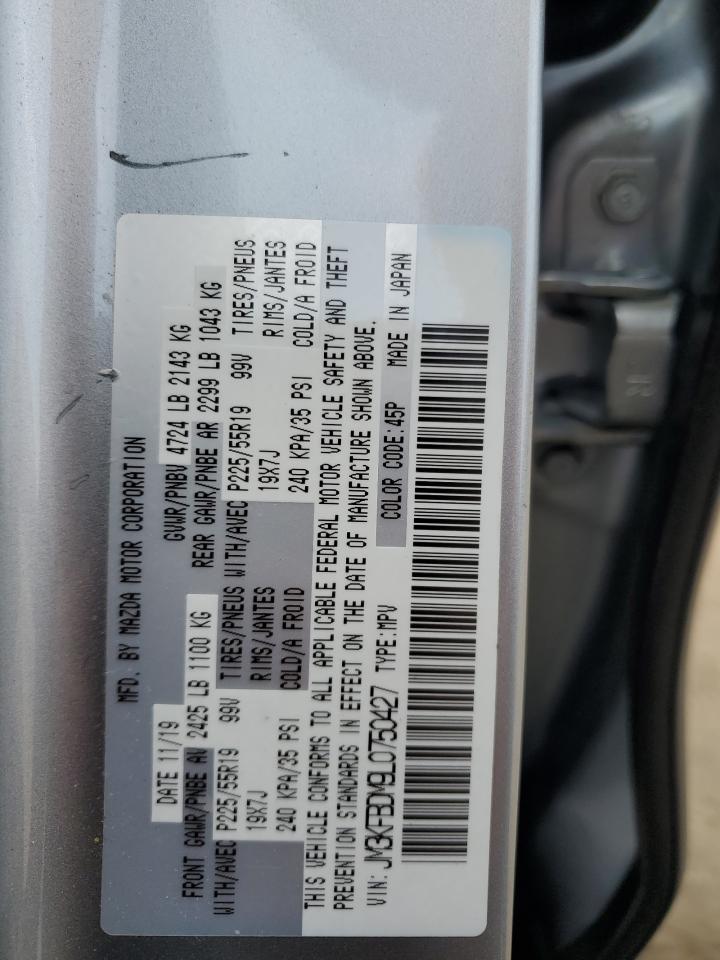 MFD. BY MAZDA MOTOR CORPORATION
DATE 11/19 GVWR/PNBV 4724 LB 2143 KG
FRONT GAWR/PNBE AV 2425 LB 1100 KG REAR GAWR/PNBE AR 2299 LB 1043 KG
WITH/AVEC P225/55R19 99V TIRES/PNEUS WITH/AVEC P225/55R19 99V TIRES/PNEUS
19X7J RIMS/JANTES 19X7J RIMS/JANTES
240 KPA/35 PSI COLD/A FROID 240 KPA/35 PSI COLD/A FROID
THIS VEHICLE CONFORMS TO ALL APPLICABLE FEDERAL MOTOR VEHICLE SAFETY AND THEFT
PREVENTION STANDARDS IN EFFECT ON THE DATE OF MANUFACTURE SHOWN ABOVE.
VIN: JM3KFBDM9L0750427 TYPE:MPV COLOR CODE:45P MADE IN JAPAN